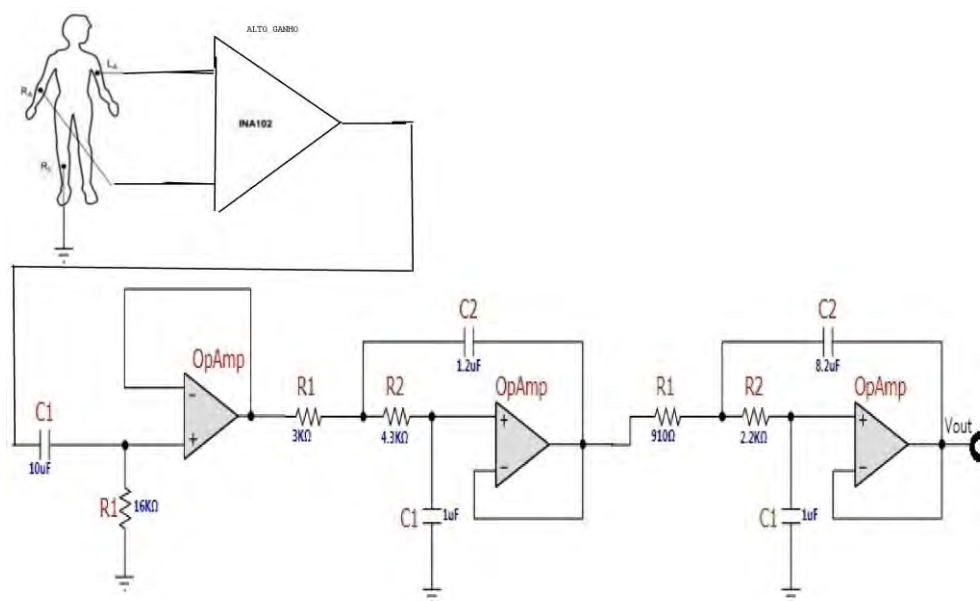 ALTO GANHO
LA
RA
RL
INA102
C1
10uF
R1
16KΩ
OpAmp
-
+
R1
3KΩ
R2
4.3KΩ
C2
1.2uF
C1
1uF
OpAmp
+
-
R1
910Ω
R2
2.2KΩ
C2
8.2uF
C1
1uF
OpAmp
+
-
Vout